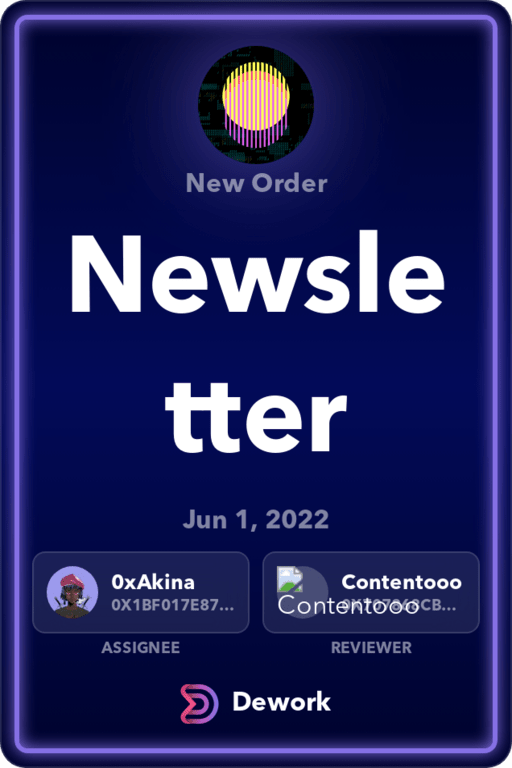 New Order
Newsle
tter
Jun 1, 2022
0xAkina
0X1BF017E87...
ASSIGNEE
Contentooo
Contentooo
REVIEWER
Dework